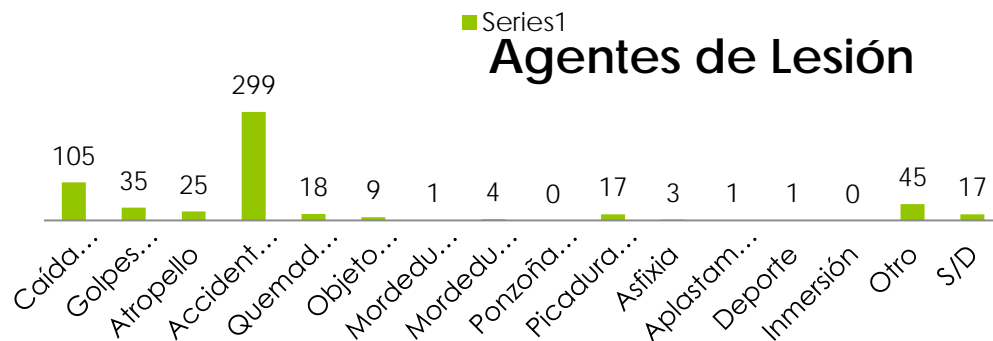 Series1
Agentes de Lesión
299
105
35
25
18
9
1
4
0
17
3
1
1
0
45
17
Caída...
Golpes...
Atropello
Accident...
Quemad...
Objeto...
Mordedu...
Mordedu...
Ponzoña...
Picadura...
Asfixia
Aplastam...
Deporte
Inmersión
Otro
S/D